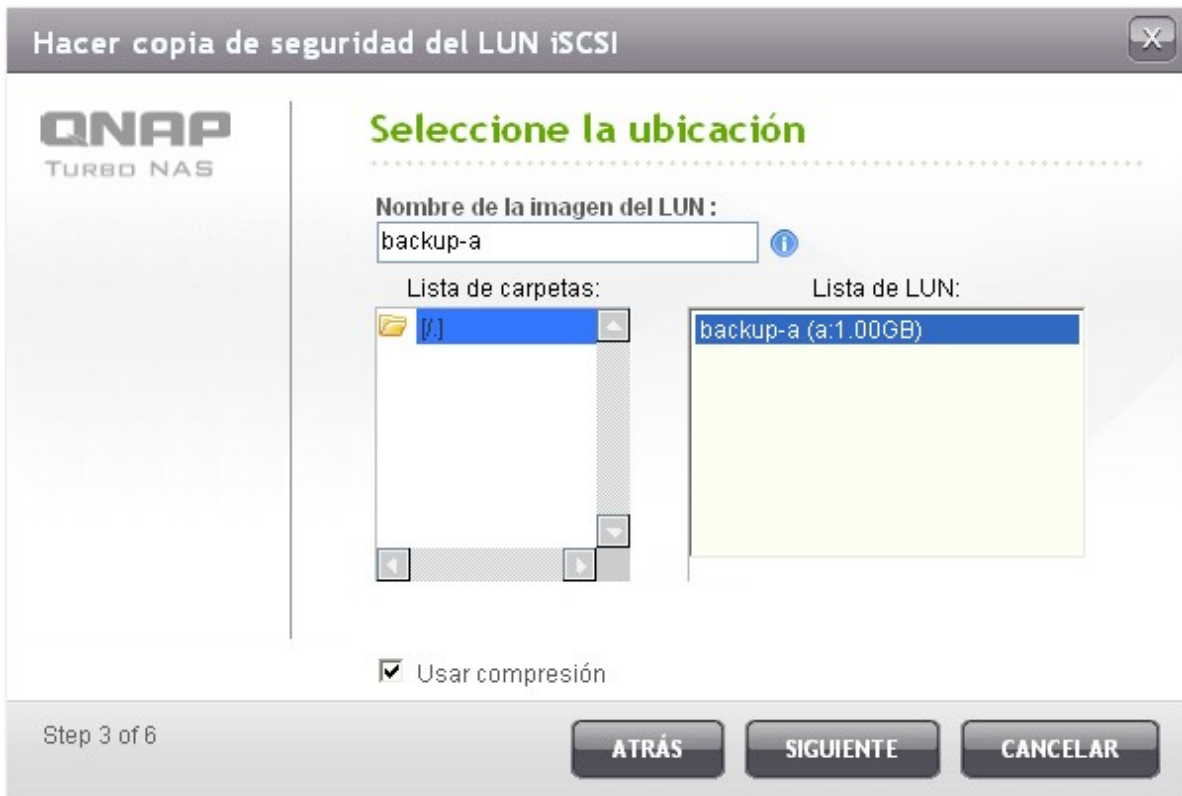 Hacer copia de seguridad del LUN iSCSI
X
QNAP
TURBO NAS
Seleccione la ubicación
Nombre de la imagen del LUN :
backup-a
i
Lista de carpetas:
Lista de LUN:
[/.]
backup-a (a:1.00GB)
Usar compresión
Step 3 of 6
ATRÁS
SIGUIENTE
CANCELAR